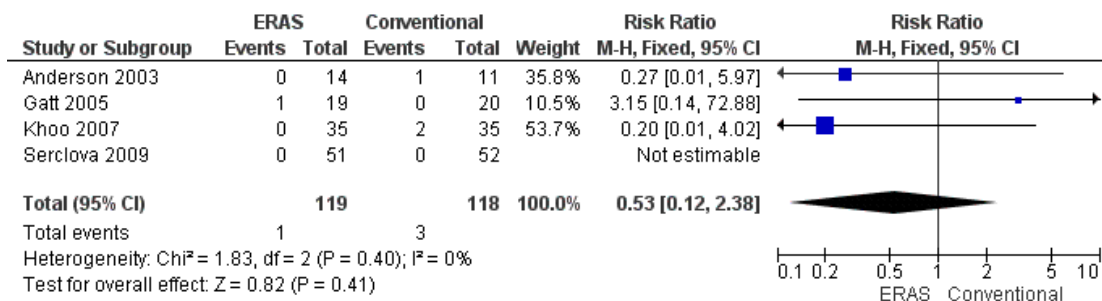 ERAS Conventional Risk Ratio Risk Ratio
Study or Subgroup Events Total Events Total Weight M-H, Fixed, 95% CI M-H, Fixed, 95% CI
Anderson 2003 0 14 1 11 35.8% 0.27 [0.01, 5.97]
Gatt 2005 1 19 0 20 10.5% 3.15 [0.14, 72.88]
Khoo 2007 0 35 2 35 53.7% 0.20 [0.01, 4.02]
Serclova 2009 0 51 0 52 Not estimable
Total (95% CI) 119 118 100.0% 0.53 [0.12, 2.38]
Total events 1 3
Heterogeneity: Chi² = 1.83, df = 2 (P = 0.40); I² = 0%
Test for overall effect: Z = 0.82 (P = 0.41)
0.1 0.2 0.5 1 2 5 10
ERAS Conventional